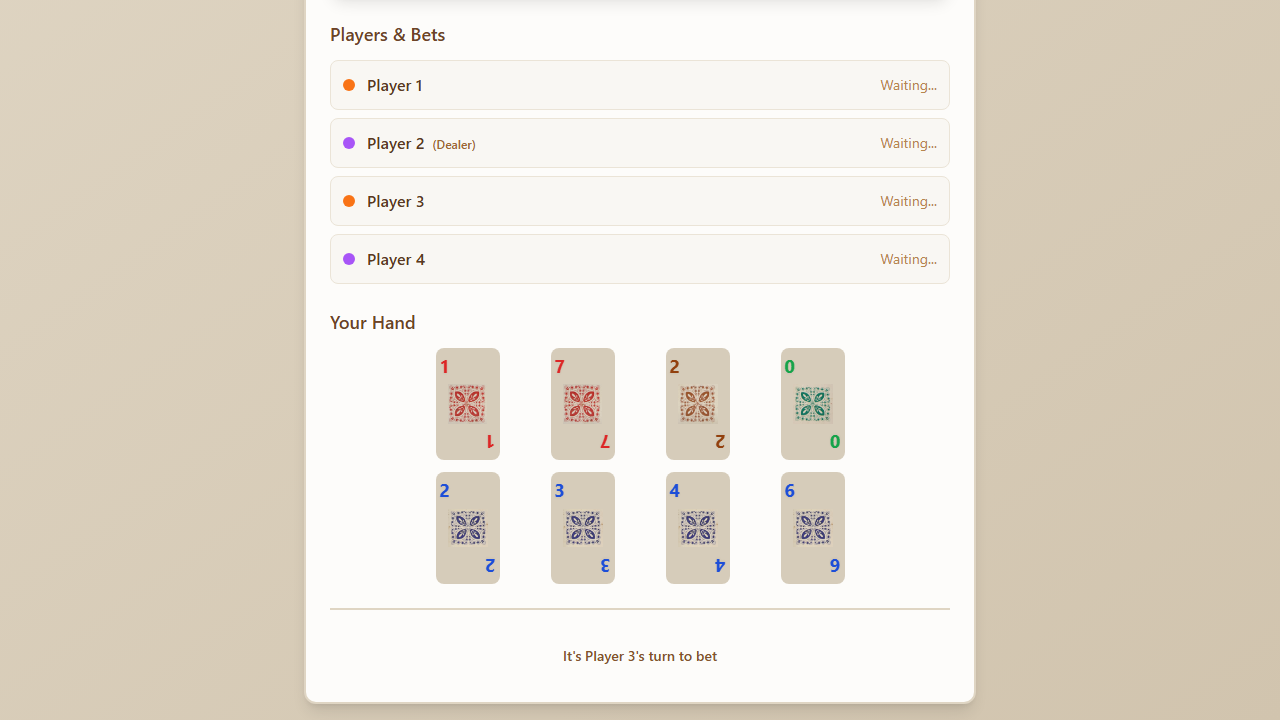 Players & Bets
Player 1 Waiting...
Player 2 (Dealer) Waiting...
Player 3 Waiting...
Player 4 Waiting...
Your Hand
1 7 2 0
1 7 2 0
2 3 4 6
2 3 4 6
It's Player 3's turn to bet